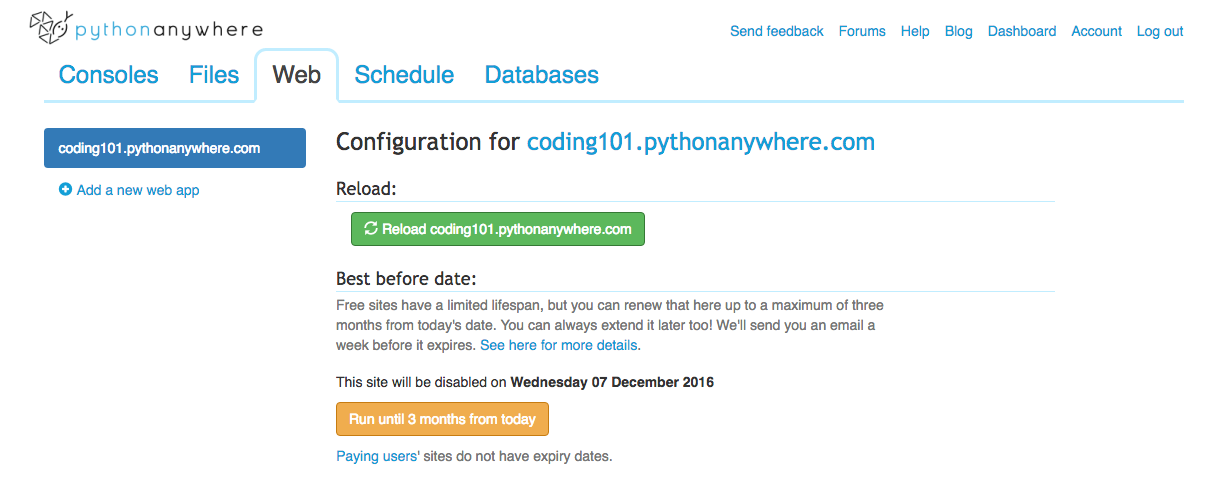 pythonanywhere
Send feedback Forums Help Blog Dashboard Account Log out
Consoles Files Web Schedule Databases
coding101.pythonanywhere.com
Add a new web app
Configuration for coding101.pythonanywhere.com
Reload:
Reload coding101.pythonanywhere.com
Best before date:
Free sites have a limited lifespan, but you can renew that here up to a maximum of three
months from today's date. You can always extend it later too! We'll send you an email a
week before it expires. See here for more details.
This site will be disabled on Wednesday 07 December 2016
Run until 3 months from today
Paying users' sites do not have expiry dates.